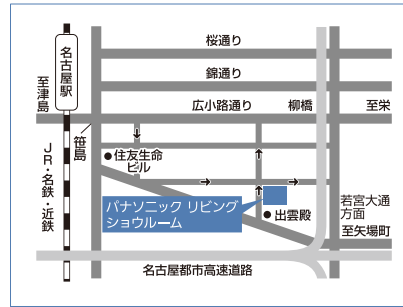 桜通り
名古屋駅
錦通り
至津島
広小路通り
柳橋
至栄
笹島
住友生命
ビル
JR・名鉄・近鉄
パナソニック リビング
ショウルーム
出雲殿
若宮大通
方面
至矢場町
名古屋都市高速道路